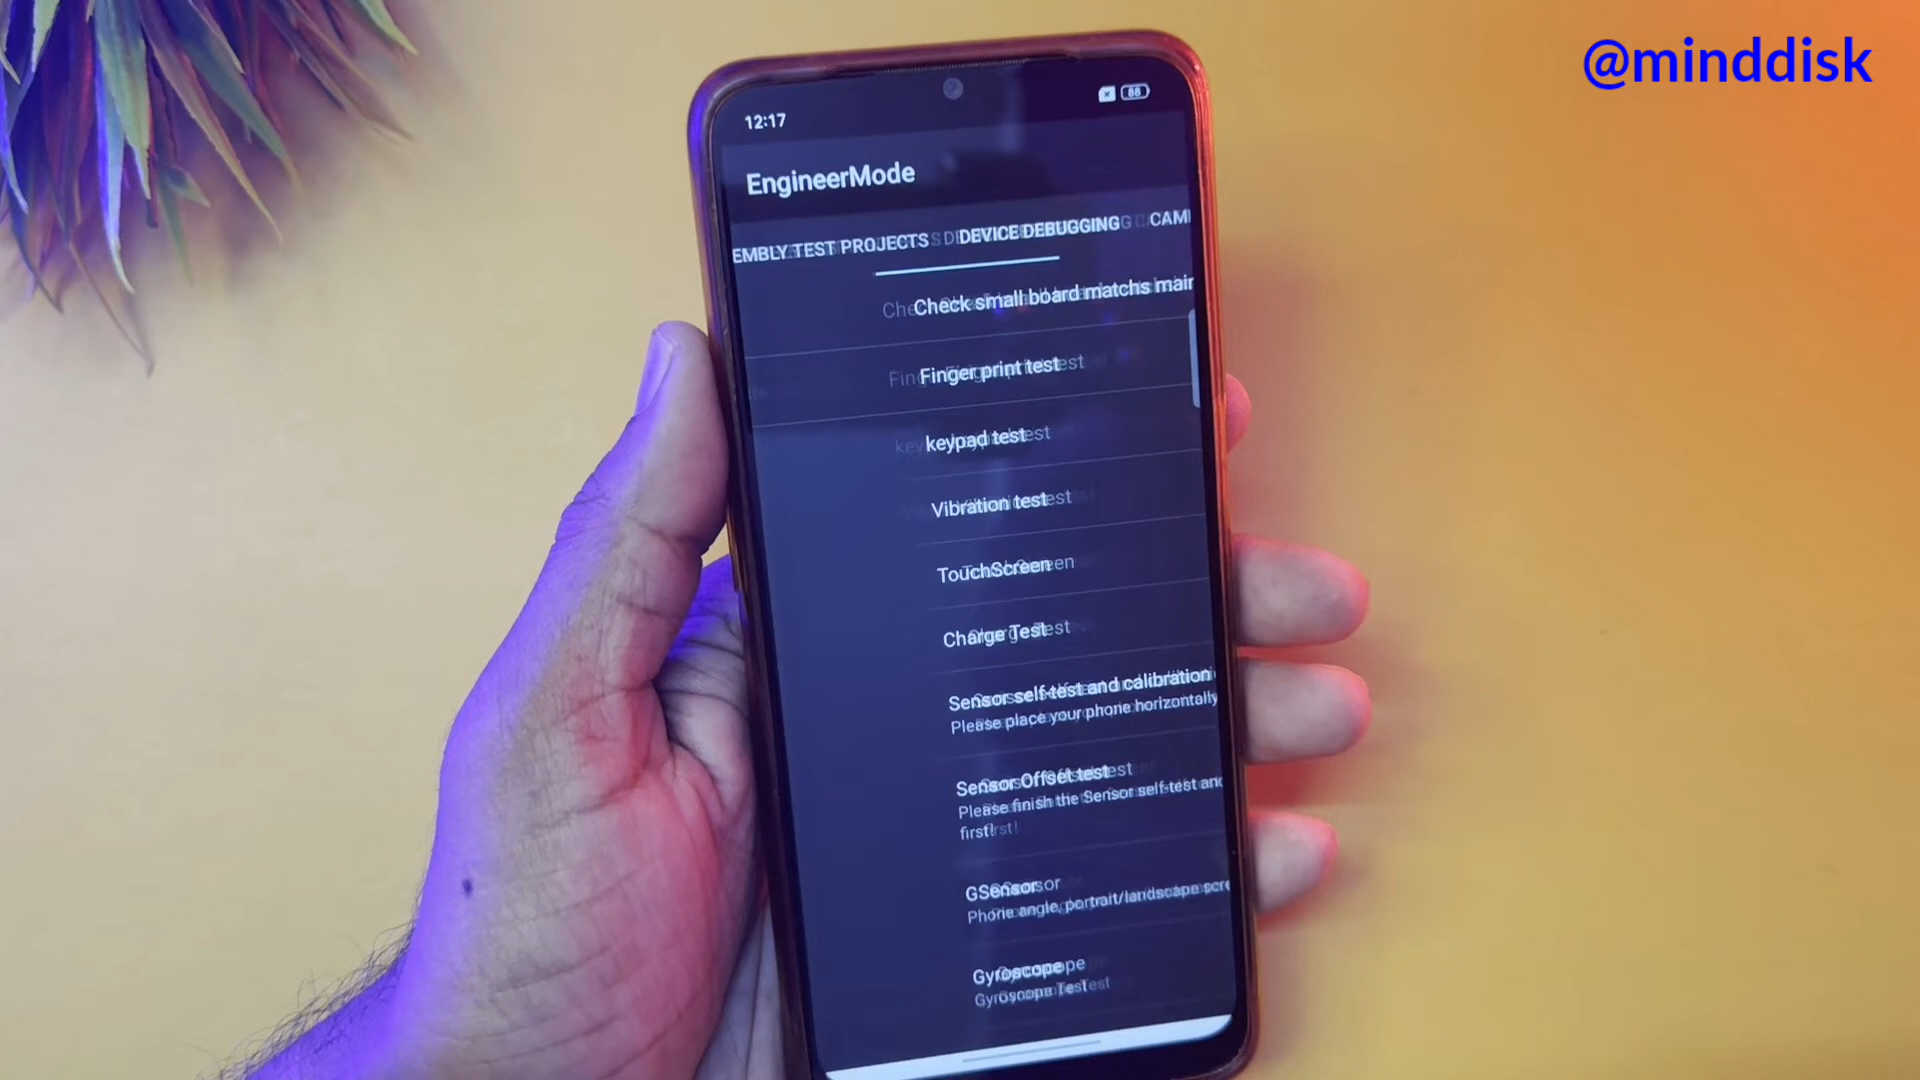 @minddisk
12:17
88
EngineerMode
EMBLY TEST PROJECTS DEVICE DEBUGGING CAM
Check small board matchs main
Finger print test
keypad test
Vibration test
TouchScreen
Charge Test
Sensor self-test and calibration
Please place your phone horizontally
Sensor Offset test
Please finish the Sensor self-test and
first!
GSensor
Phone angle, portrait/landscape scre
Gyroscope
Gyroscope Test